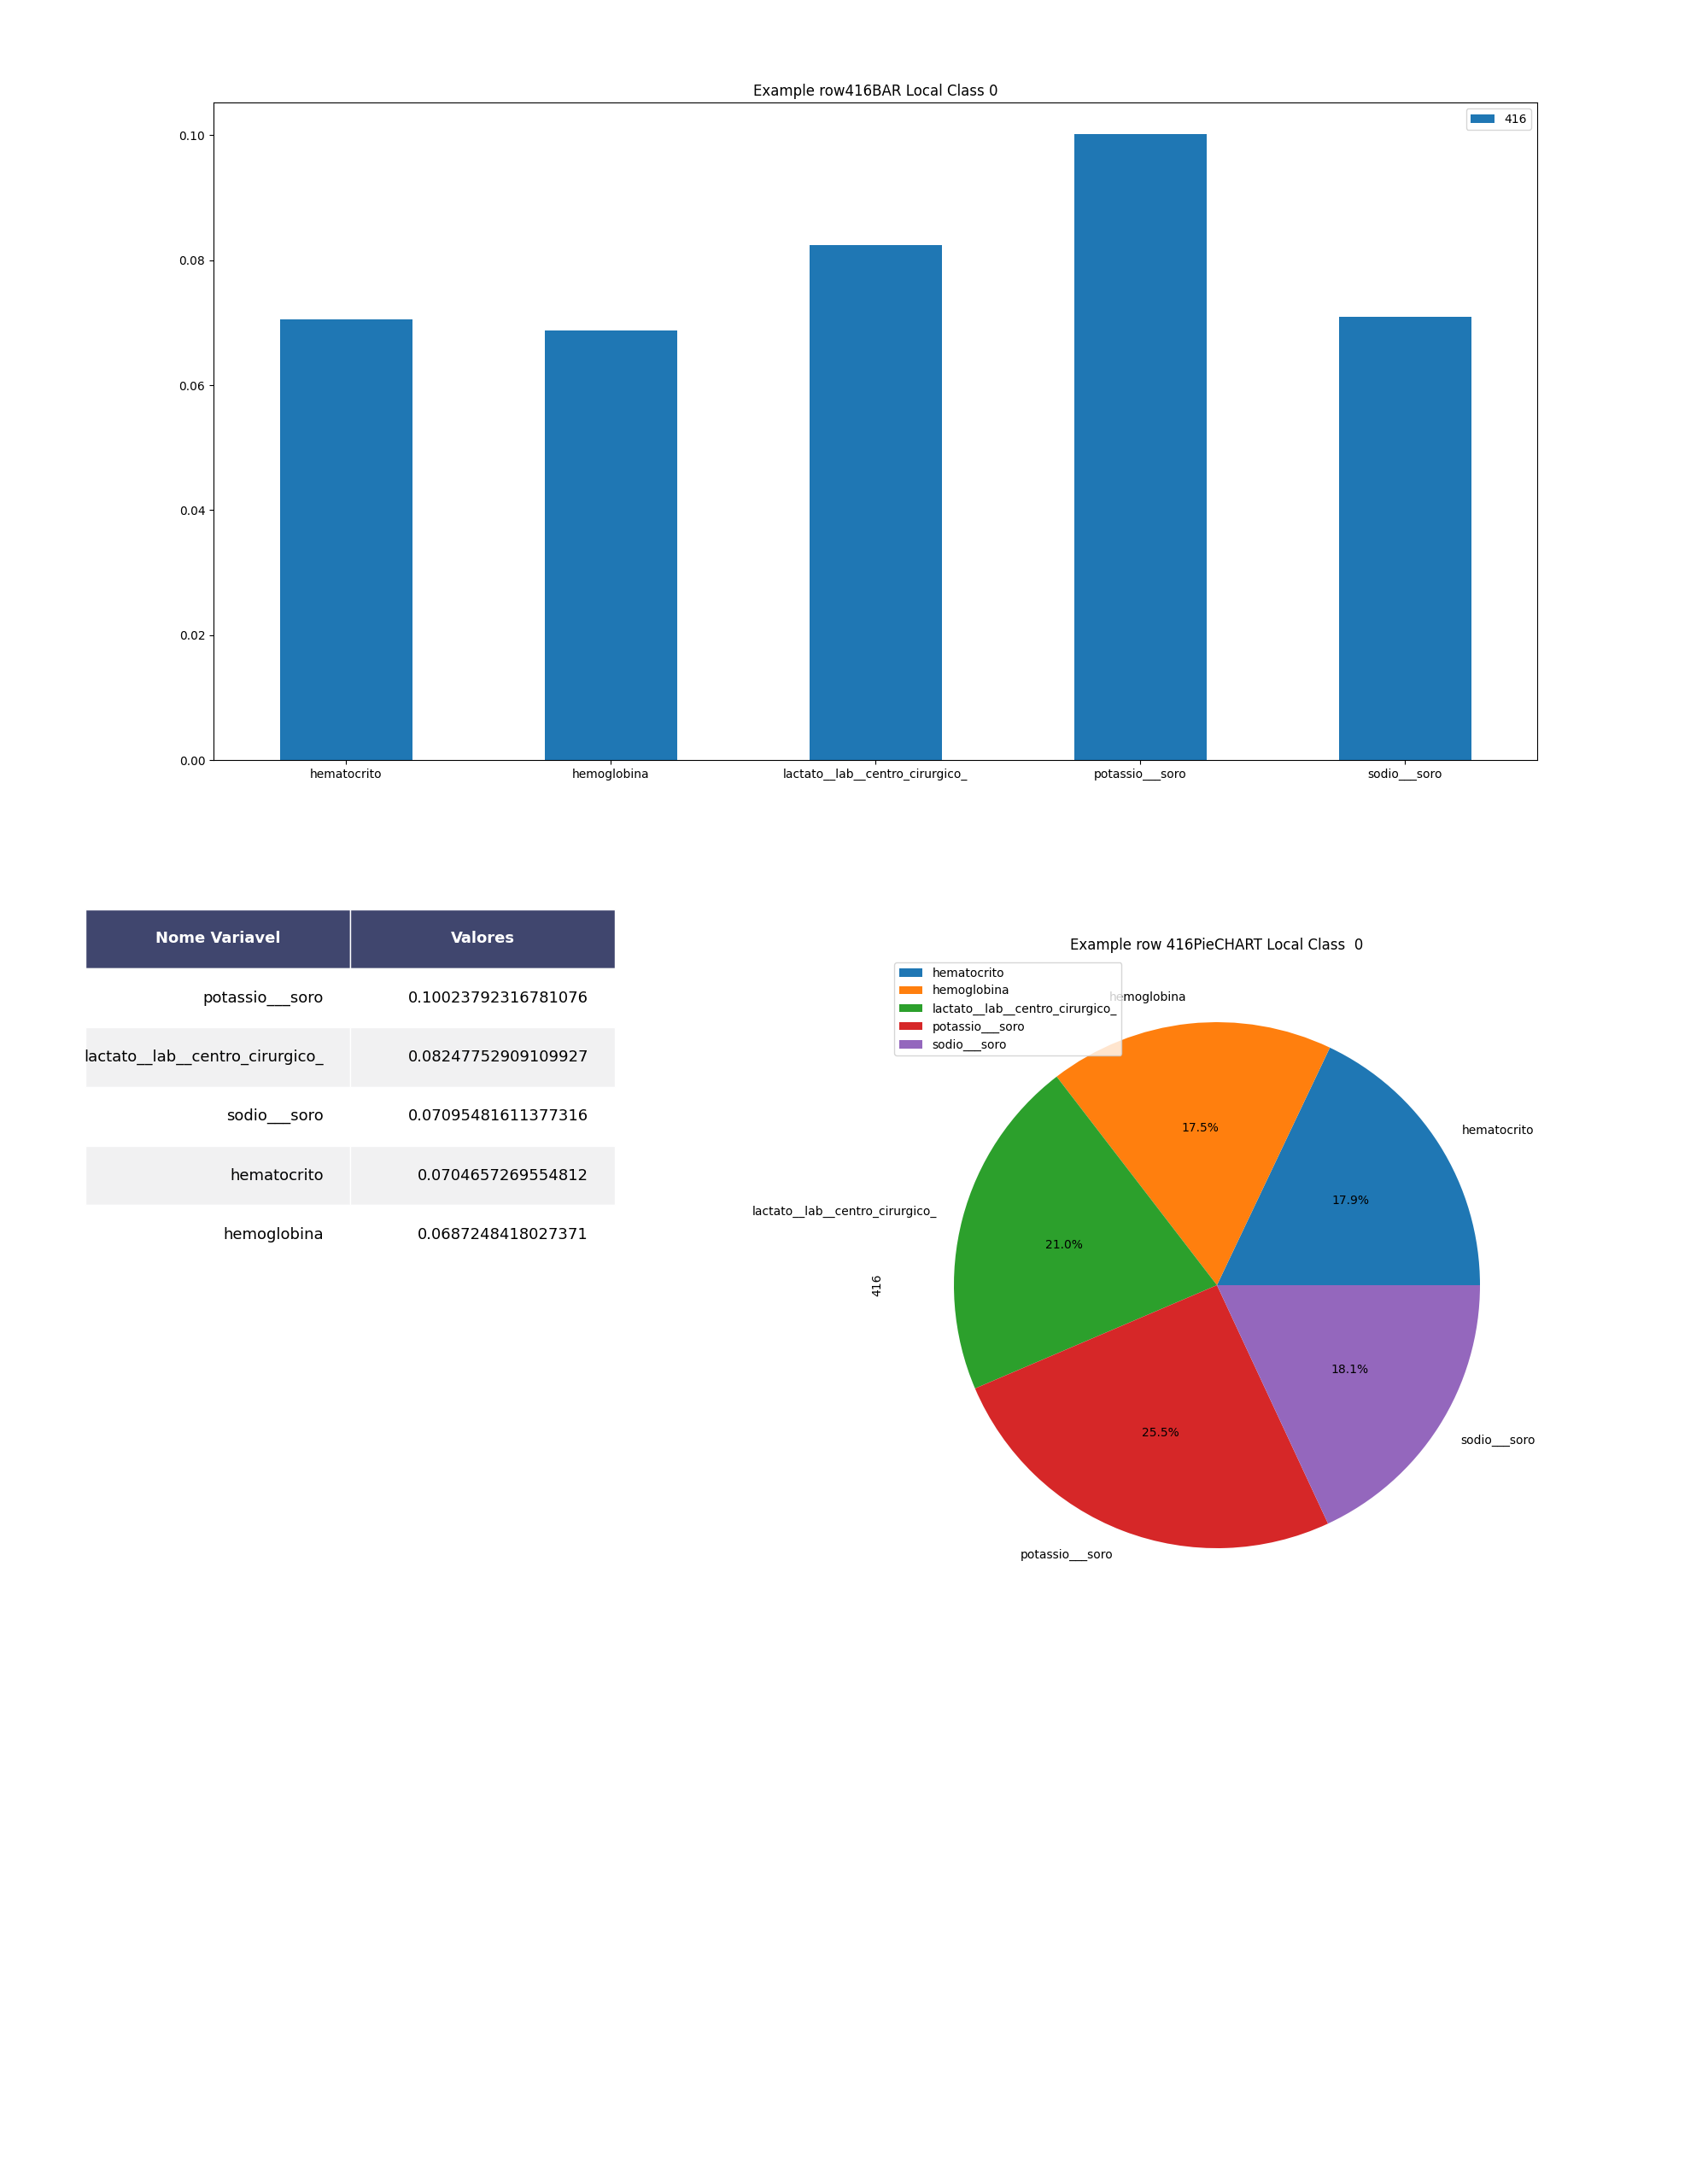 Example row416BAR Local Class 0
416
0.10
0.08
0.06
0.04
0.02
0.00
hematocrito
hemoglobina
lactato__lab__centro_cirurgico_
potassio___soro
sodio___soro
Nome Variavel Valores
potassio___soro 0.10023792316781076
lactato__lab__centro_cirurgico_ 0.08247752909109927
sodio___soro 0.07095481611377316
hematocrito 0.0704657269554812
hemoglobina 0.0687248418027371
Example row 416PieCHART Local Class  0
hematocrito
hemoglobina
lactato__lab__centro_cirurgico_
potassio___soro
sodio___soro
hemoglobina
17.5%
hematocrito
17.9%
lactato__lab__centro_cirurgico_
21.0%
416
18.1%
25.5%
sodio___soro
potassio___soro